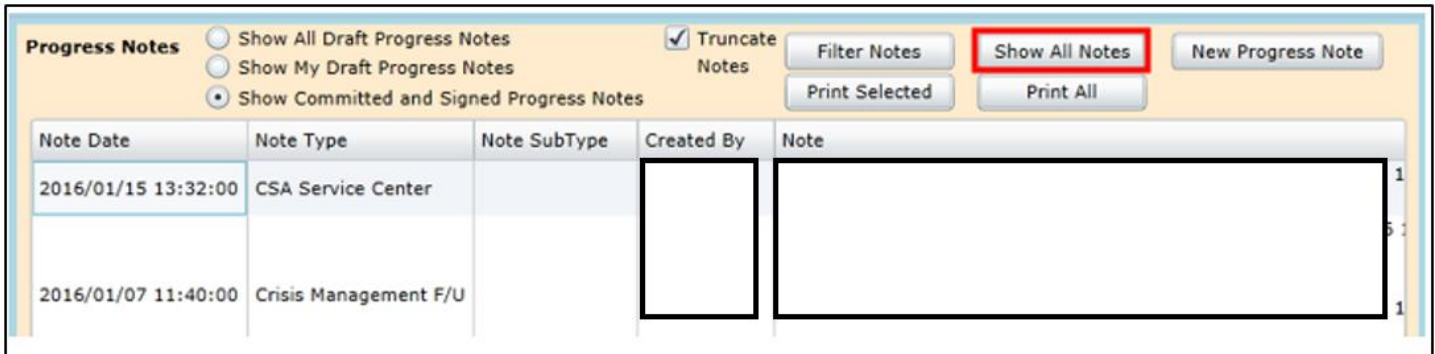 Progress Notes
Show All Draft Progress Notes
Show My Draft Progress Notes
Show Committed and Signed Progress Notes
Truncate
Notes
Filter Notes
Show All Notes
New Progress Note
Print Selected
Print All
Note Date Note Type Note SubType Created By Note
2016/01/15 13:32:00 CSA Service Center
1
2016/01/07 11:40:00 Crisis Management F/U
1